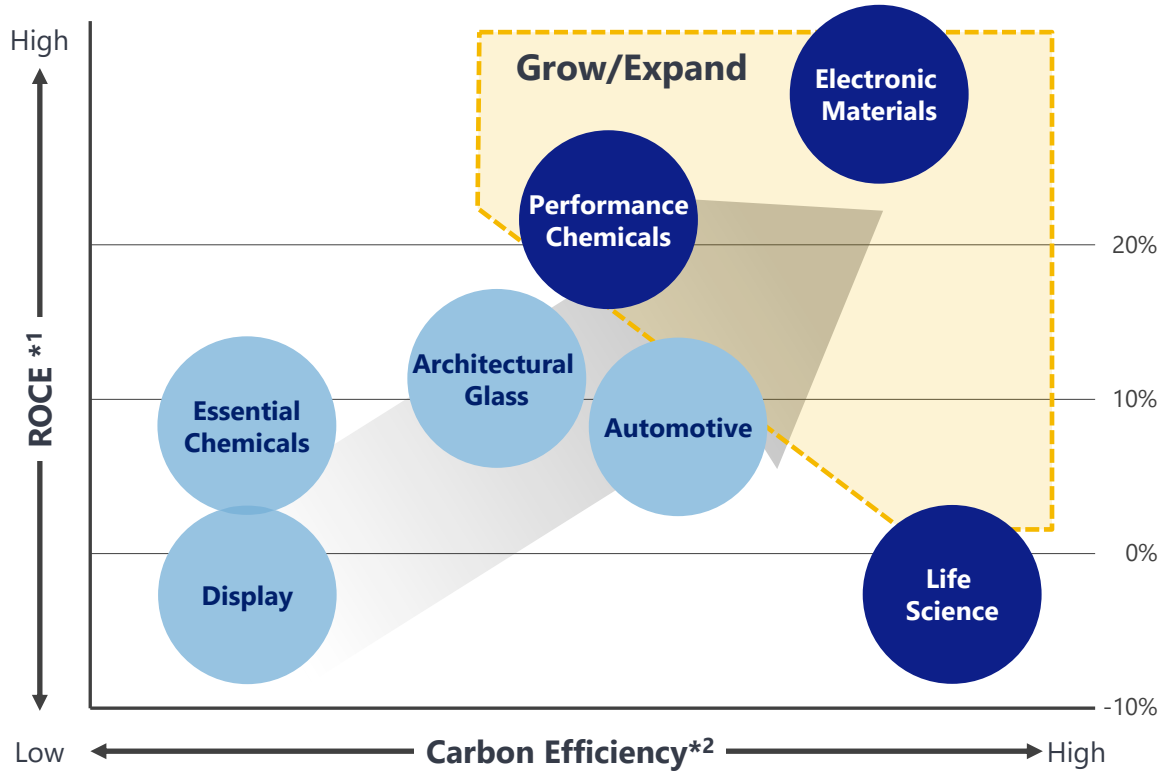 High
Grow/Expand
Electronic
Materials
Performance
Chemicals
20%
Architectural
Glass
Essential
Chemicals
Automotive
10%
ROCE *1
Display
Life
Science
0%
-10%
Low
Carbon Efficiency*2
High